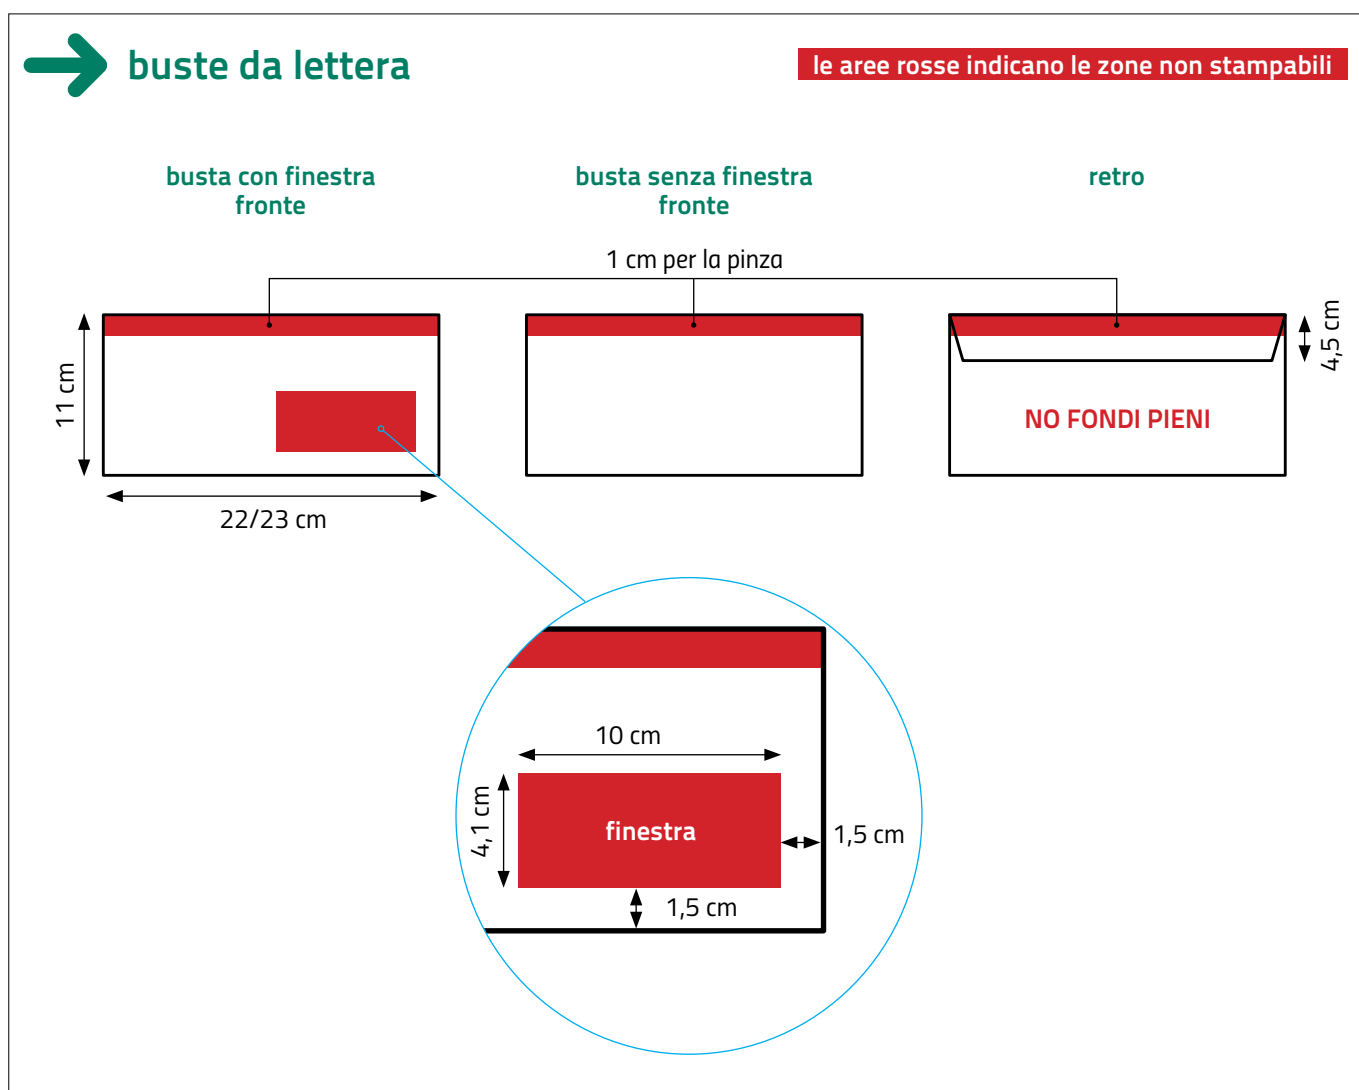 buste da lettera
le aree rosse indicano le zone non stampabili
busta con finestra
fronte
busta senza finestra
fronte
retro
1 cm per la pinza
11 cm
22/23 cm
4,5 cm
NO FONDI PIENI
10 cm
4,1 cm
finestra
1,5 cm
1,5 cm